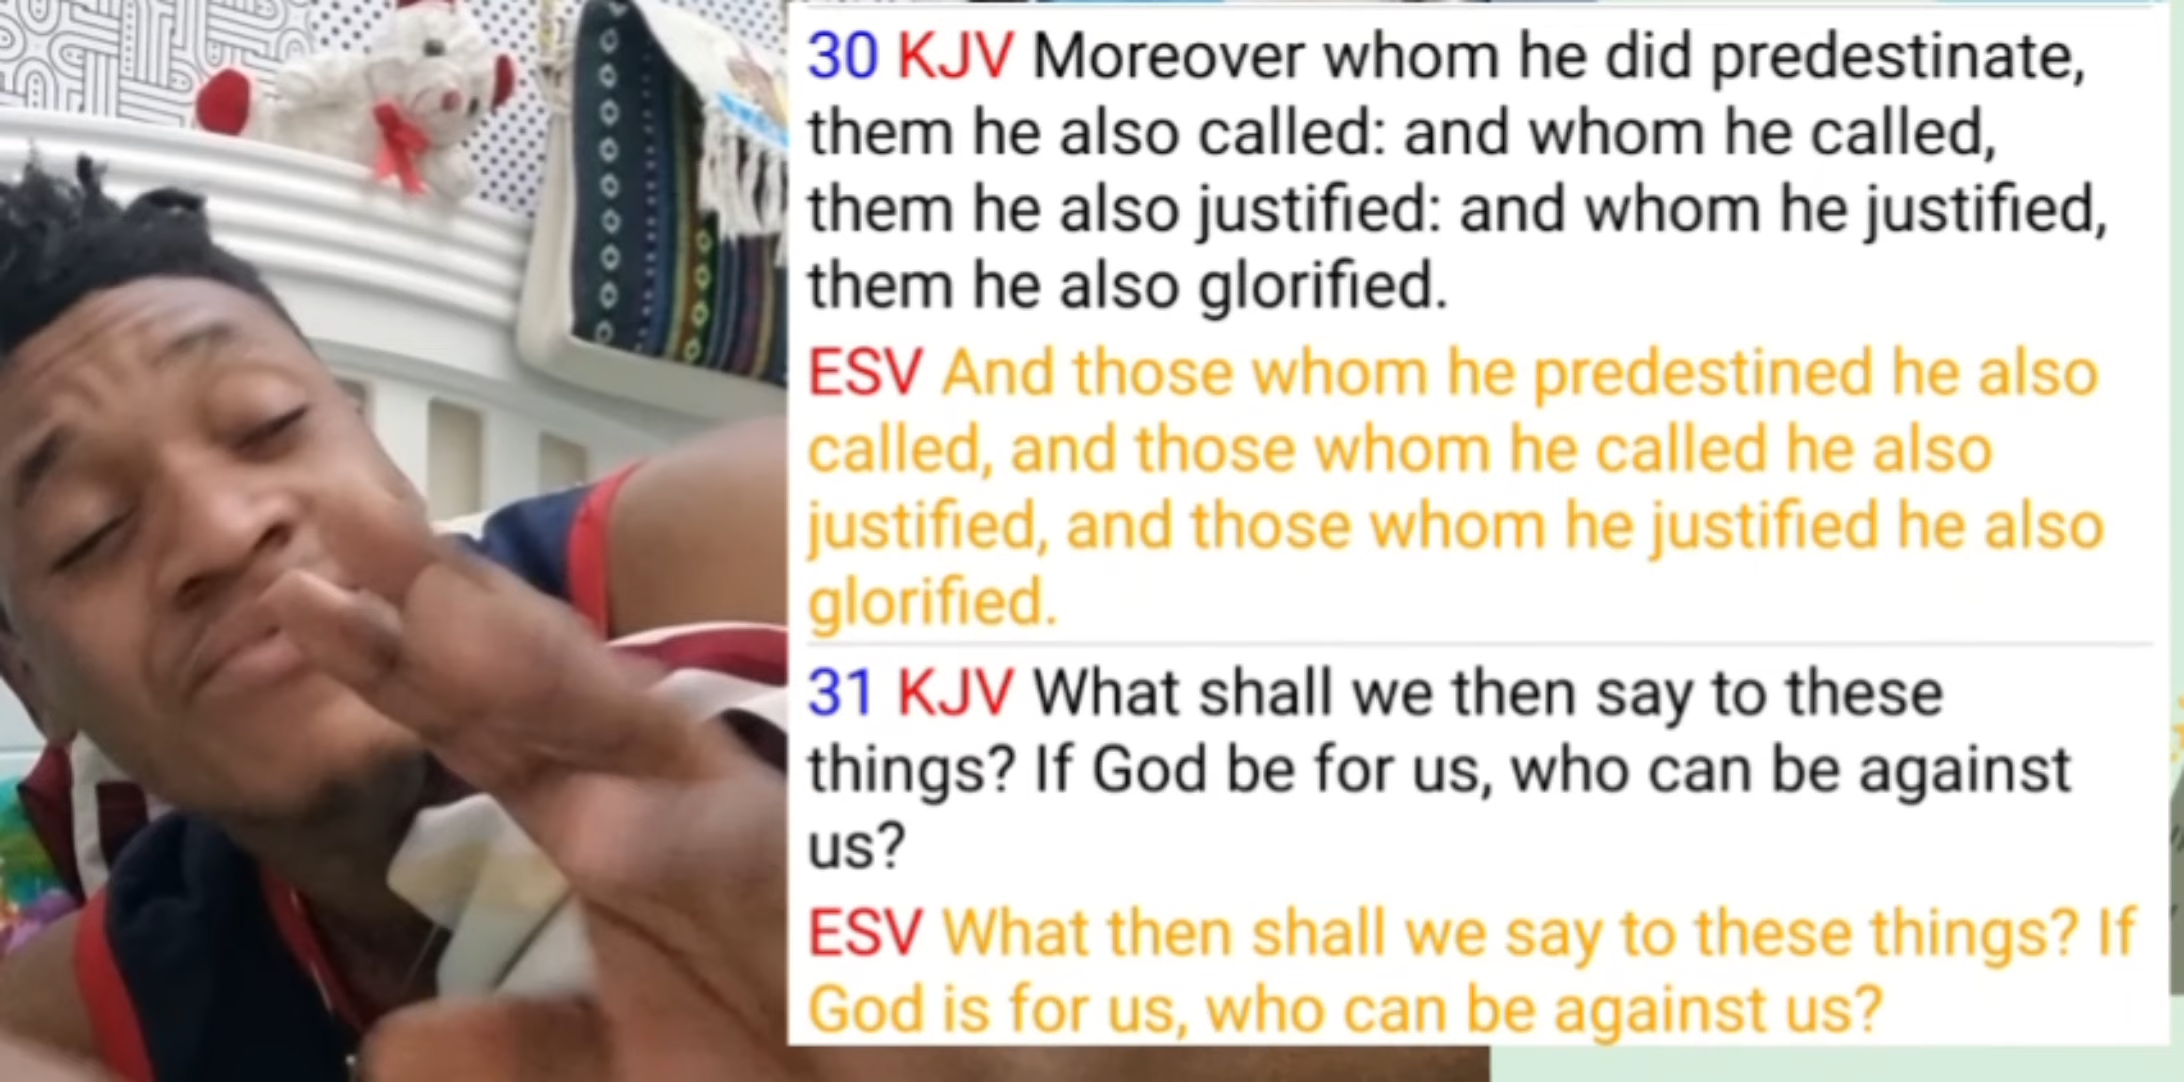 30 KJV Moreover whom he did predestinate,
them he also called: and whom he called,
them he also justified: and whom he justified,
them he also glorified.
ESV And those whom he predestined he also
called, and those whom he called he also
justified, and those whom he justified he also
glorified.
31 KJV What shall we then say to these
things? If God be for us, who can be against
us?
ESV What then shall we say to these things? If
God is for us, who can be against us?